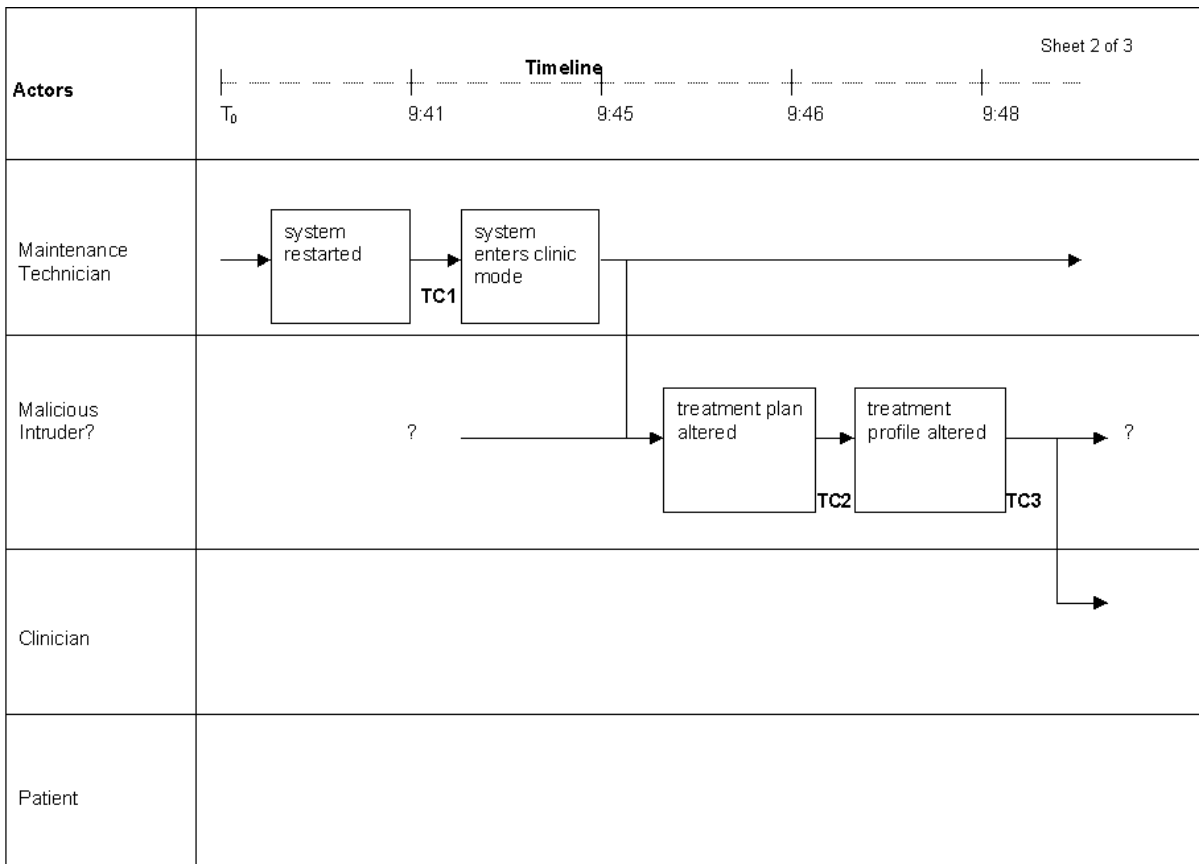 Sheet 2 of 3
Timeline
Actors
T₀
9:41
9:45
9:46
9:48
Maintenance
Technician
system
restarted
TC1
system
enters clinic
mode
Malicious
Intruder?
?
treatment plan
altered
TC2
treatment
profile altered
TC3
?
Clinician
Patient